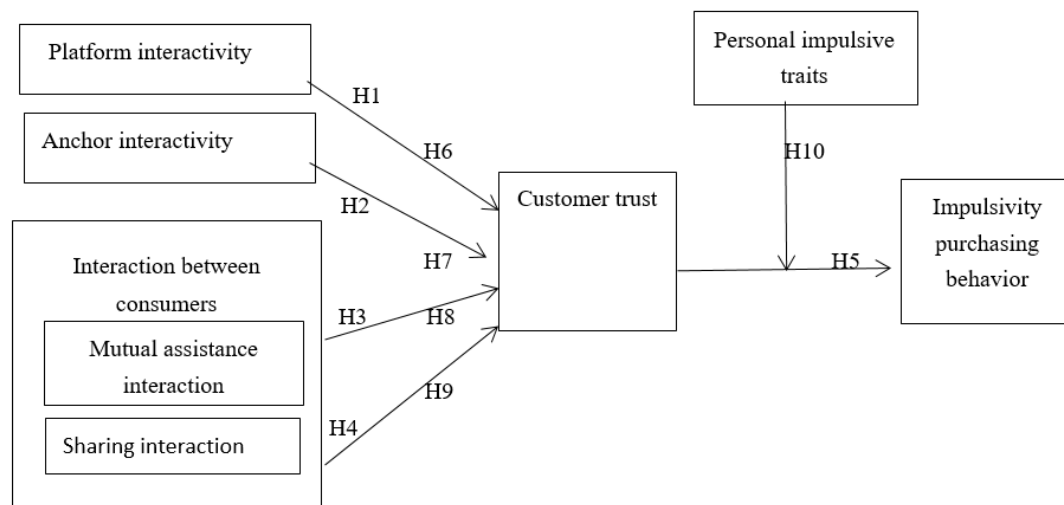 Platform interactivity
Anchor interactivity
Interaction between
consumers
Mutual assistance
interaction
Sharing interaction
H1
H6
H2
H7
H3
H8
H9
H4
Customer trust
Personal impulsive
traits
H10
H5
Impulsivity
purchasing
behavior